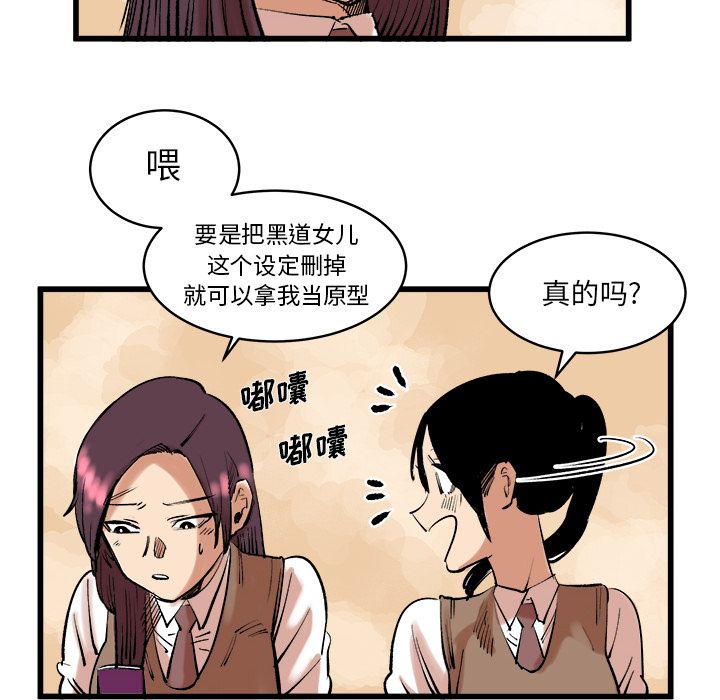 喂
要是把黑道女儿
这个设定刪掉
就可以拿我当原型
真的吗?
嘟囔
嘟囔